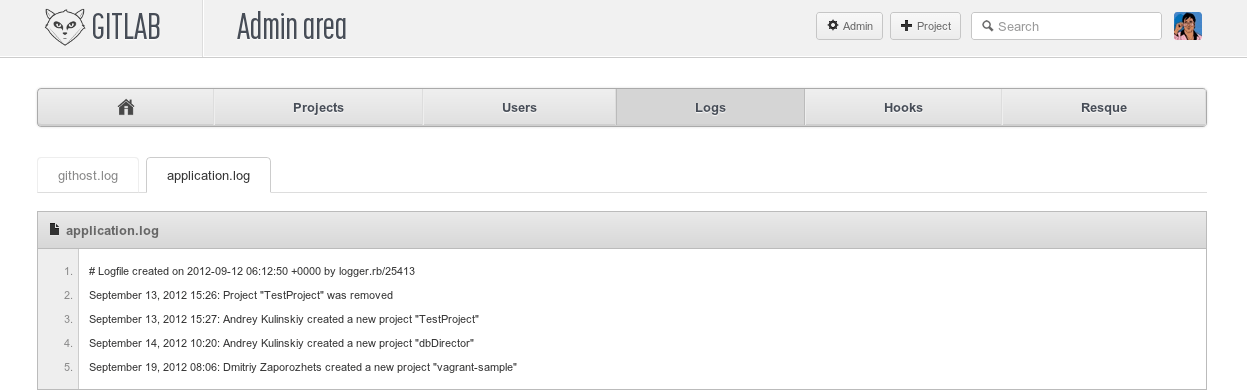 GITLAB Admin area Admin Project Search
Projects Users Logs Hooks Resque
githost.log application.log
application.log
1. # Logfile created on 2012-09-12 06:12:50 +0000 by logger.rb/25413
2. September 13, 2012 15:26: Project "TestProject" was removed
3. September 13, 2012 15:27: Andrey Kulinskiy created a new project "TestProject"
4. September 14, 2012 10:20: Andrey Kulinskiy created a new project "dbDirector"
5. September 19, 2012 08:06: Dmitriy Zaporozhets created a new project "vagrant-sample"